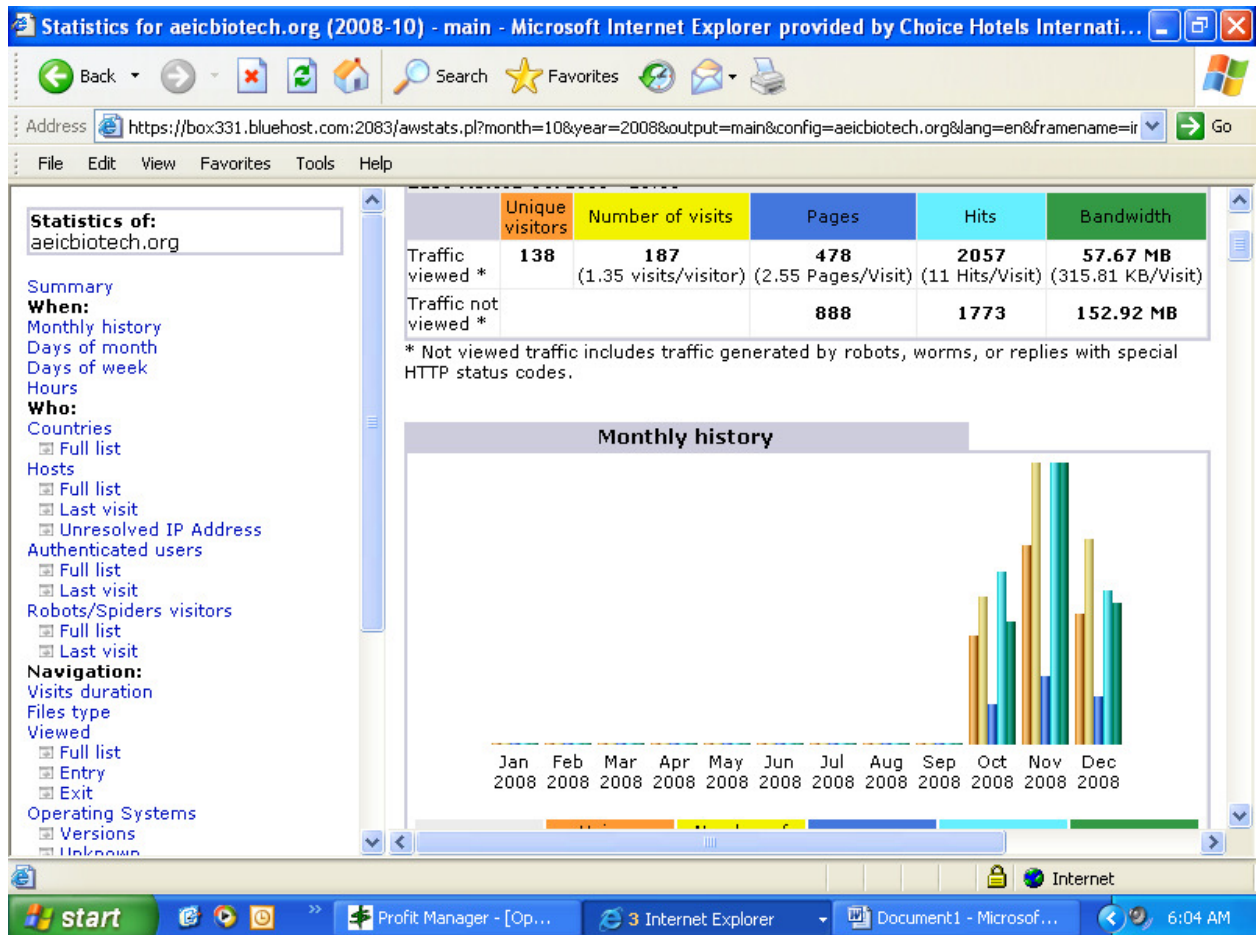 Statistics for aeicbiotech.org (2008-10) - main - Microsoft Internet Explorer provided by Choice Hotels Internati...
Back Search Favorites
Address https://box331.bluehost.com:2083/awstats.pl?month=10&year=2008&output=main&config=aeicbiotech.org&lang=en&framename=ir Go
File Edit View Favorites Tools Help
Statistics of:
aeicbiotech.org
Summary
When:
Monthly history
Days of month
Days of week
Hours
Who:
Countries
Full list
Hosts
Full list
Last visit
Unresolved IP Address
Authenticated users
Full list
Last visit
Robots/Spiders visitors
Full list
Last visit
Navigation:
Visits duration
Files type
Viewed
Full list
Entry
Exit
Operating Systems
Versions
Unknown
Unique visitors Number of visits Pages Hits Bandwidth
Traffic viewed * 138 187 478 2057 57.67 MB
(1.35 visits/visitor) (2.55 Pages/Visit) (11 Hits/Visit) (315.81 KB/Visit)
Traffic not viewed * 888 1773 152.92 MB
* Not viewed traffic includes traffic generated by robots, worms, or replies with special
HTTP status codes.
Monthly history
Jan Feb Mar Apr May Jun Jul Aug Sep Oct Nov Dec
2008 2008 2008 2008 2008 2008 2008 2008 2008 2008 2008 2008
Internet
start Profit Manager - [Op... 3 Internet Explorer Document1 - Microsof... 6:04 AM